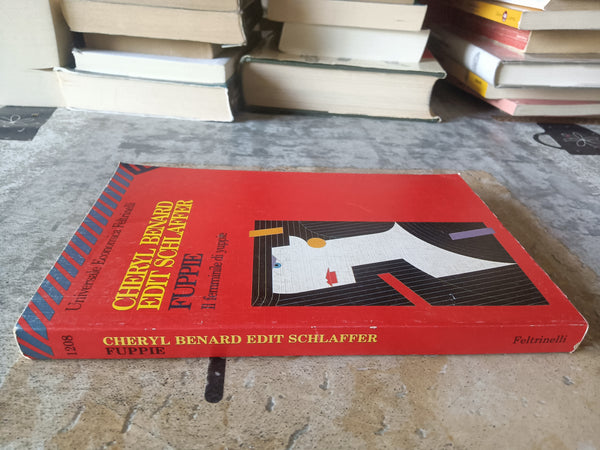 Universale Economica Feltrinelli
CHERYL BENARD
EDIT SCHLAFFER
FUPPIE
Il femminile di yuppie
1208
CHERYL BENARD EDIT SCHLAFFER
FUPPIE
Feltrinelli